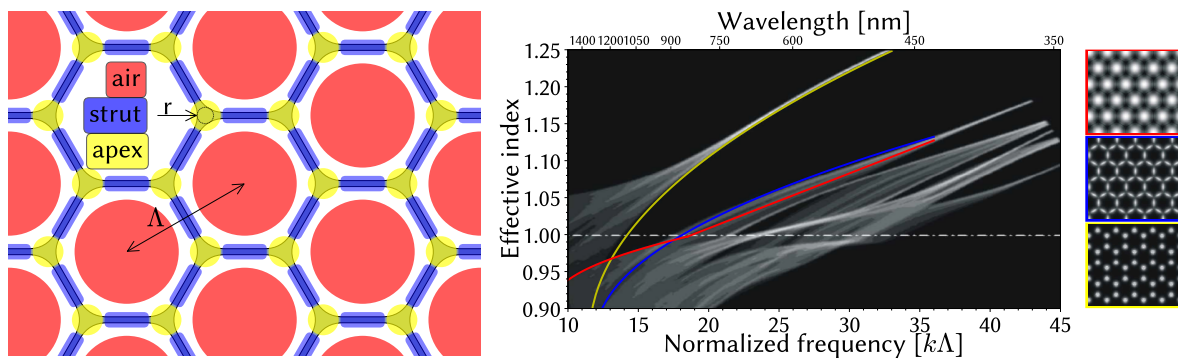 air
strut
apex
r
Λ
Wavelength [nm]
1400 1200 1050 900 750 600 450 350
Effective index
1.25
1.20
1.15
1.10
1.05
1.00
0.95
0.90
10 15 20 25 30 35 40 45
Normalized frequency [kΛ]